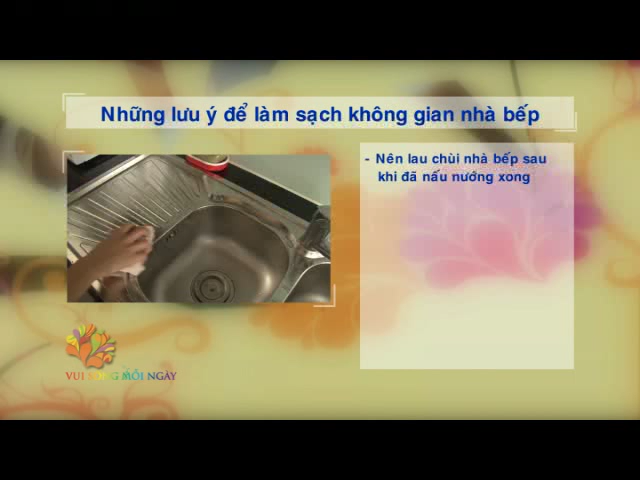 Những lưu ý để làm sạch không gian nhà bếp
- Nên lau chùi nhà bếp sau
khi đã nấu nướng xong
VUI SỐNG MỖI NGÀY